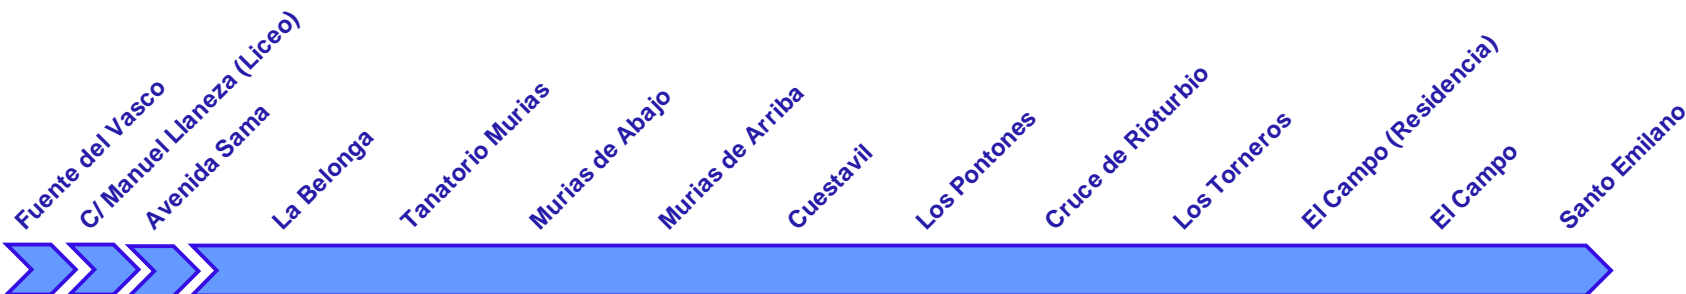 Fuente del Vasco
C/ Manuel Llaneza (Liceo)
Avenida Sama
La Belonga
Tanatorio Murias
Murias de Abajo
Murias de Arriba
Cuestavil
Los Pontones
Cruce de Rioturbio
Los Torneros
El Campo (Residencia)
El Campo
Santo Emilano